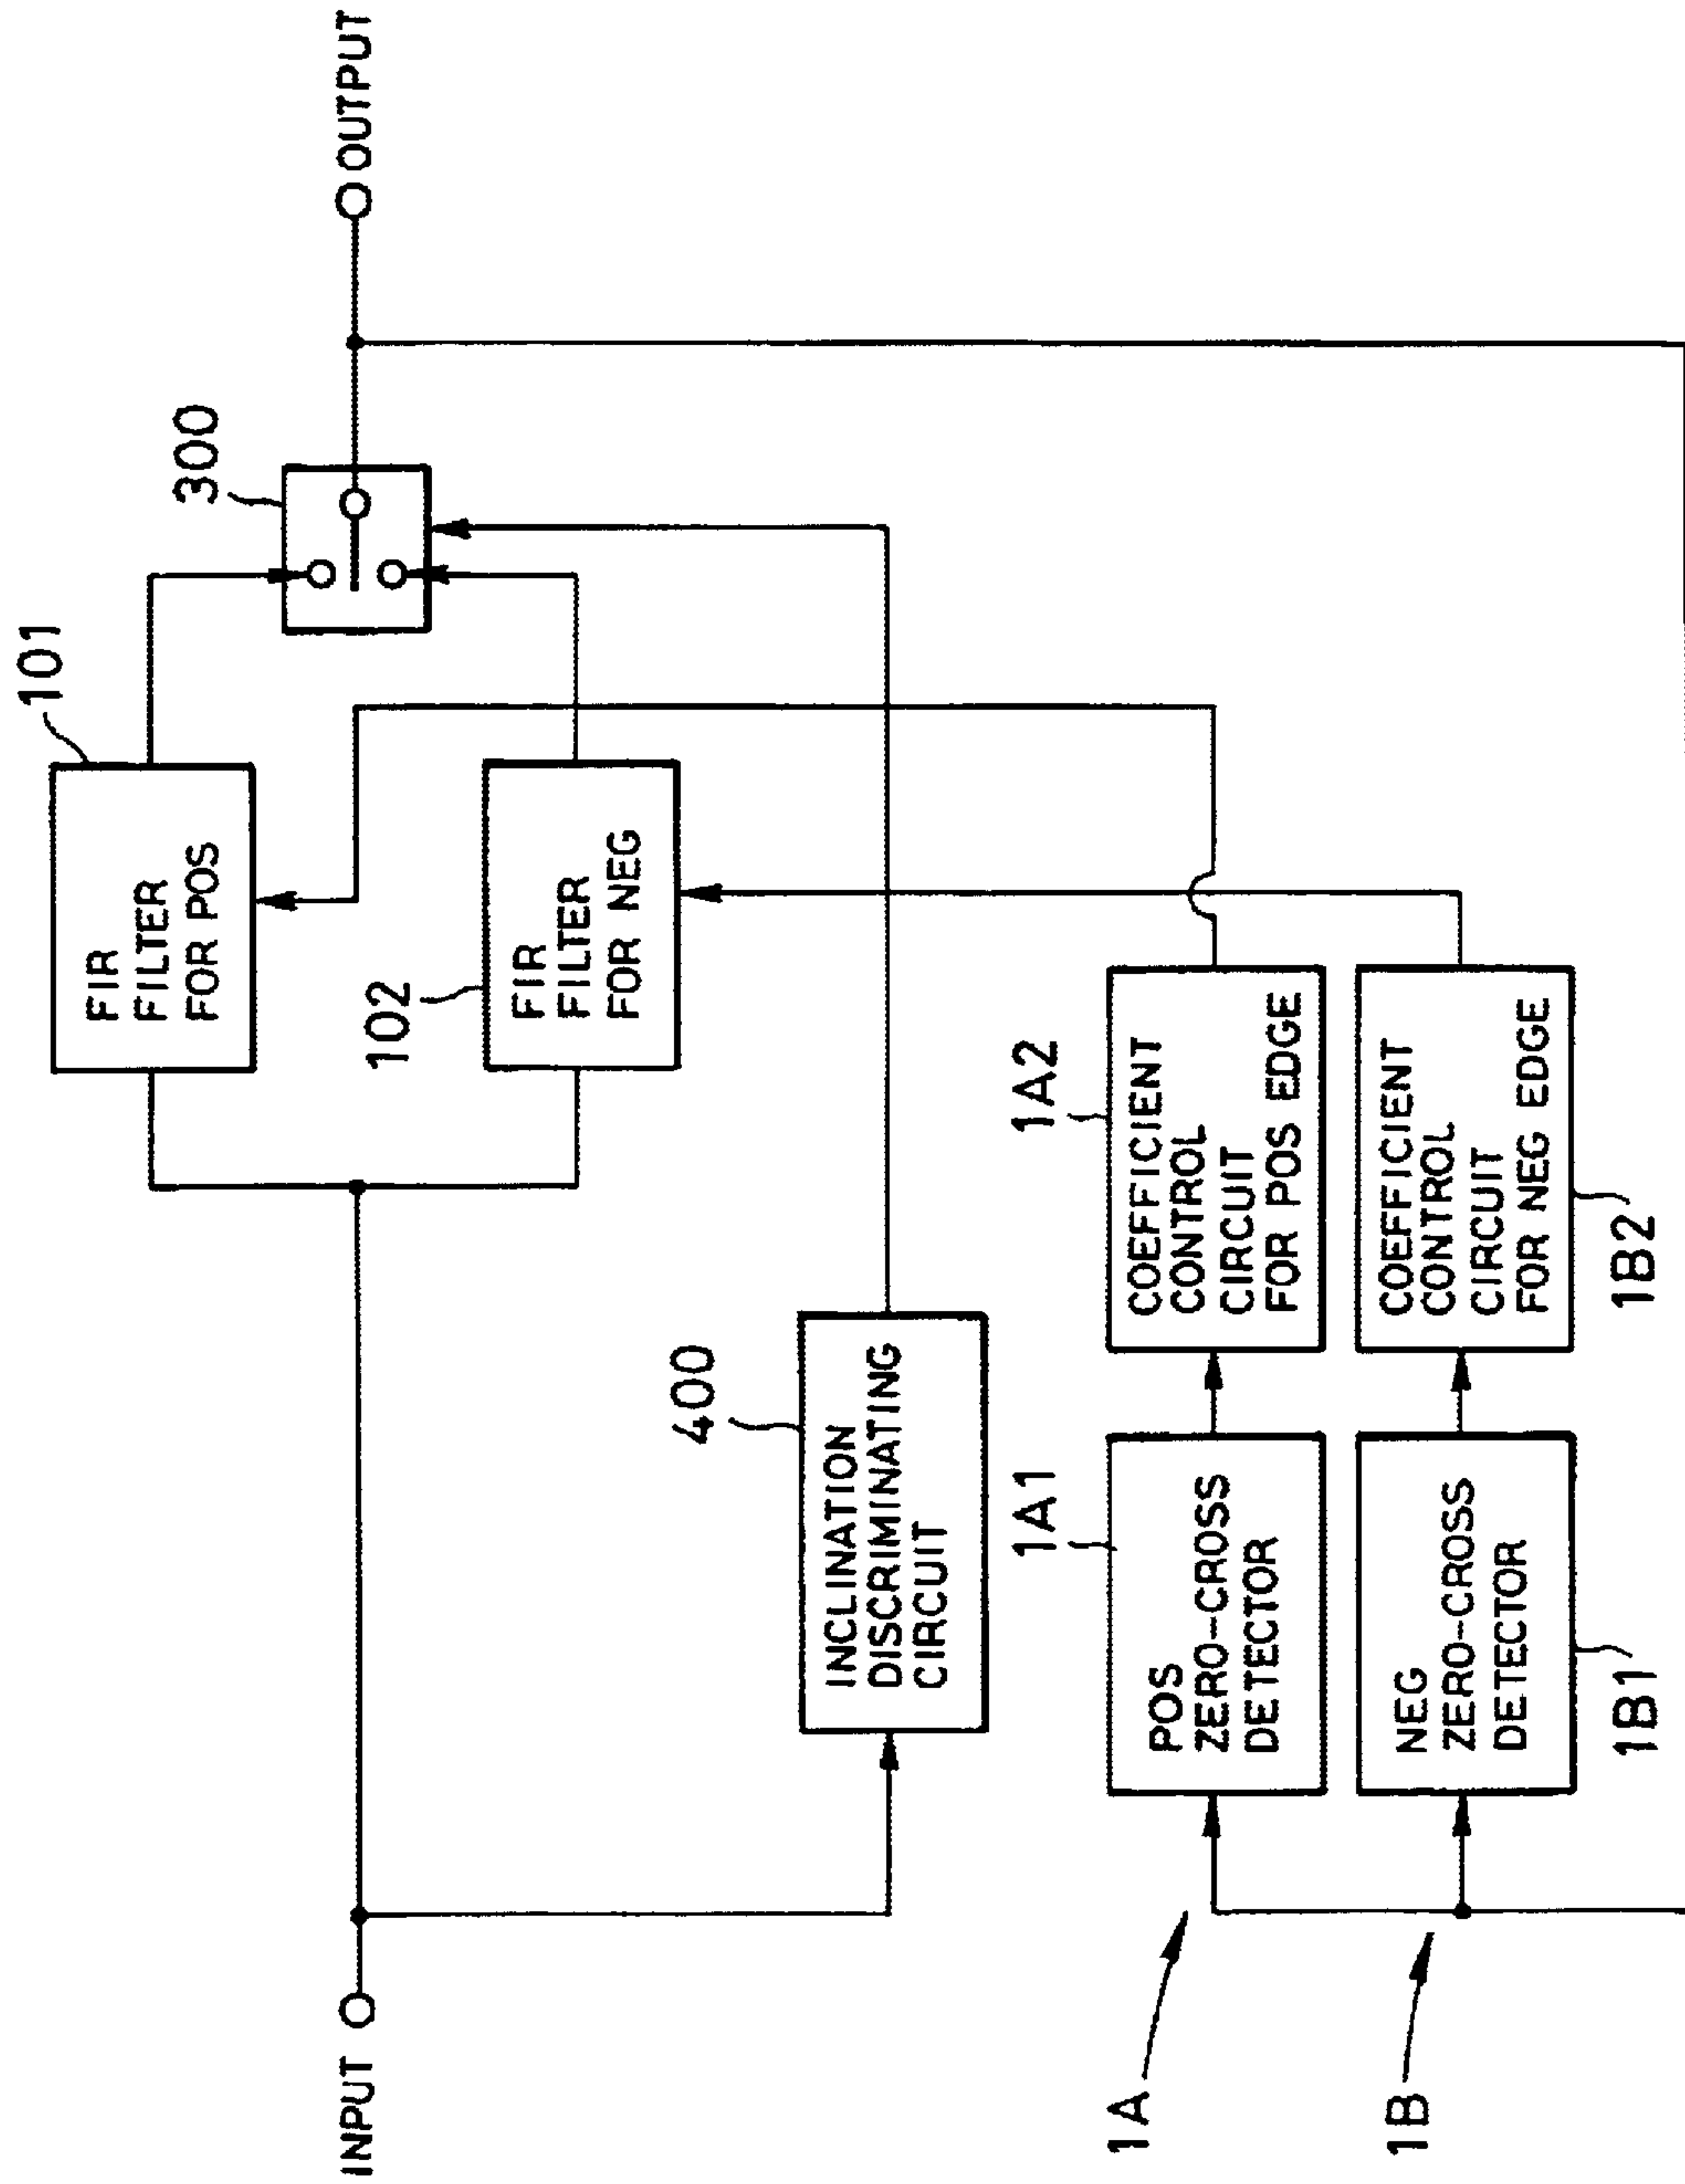 101
FIR
FILTER
FOR POS
300
OUTPUT
102
FIR
FILTER
FOR NEG
INPUT
400
INCLINATION
DISCRIMINATING
CIRCUIT
1A
1A1
POS
ZERO-CROSS
DETECTOR
1A2
COEFFICIENT
CONTROL
CIRCUIT
FOR POS EDGE
1B
NEG
ZERO-CROSS
DETECTOR
1B1
COEFFICIENT
CONTROL
CIRCUIT
FOR NEG EDGE
1B2